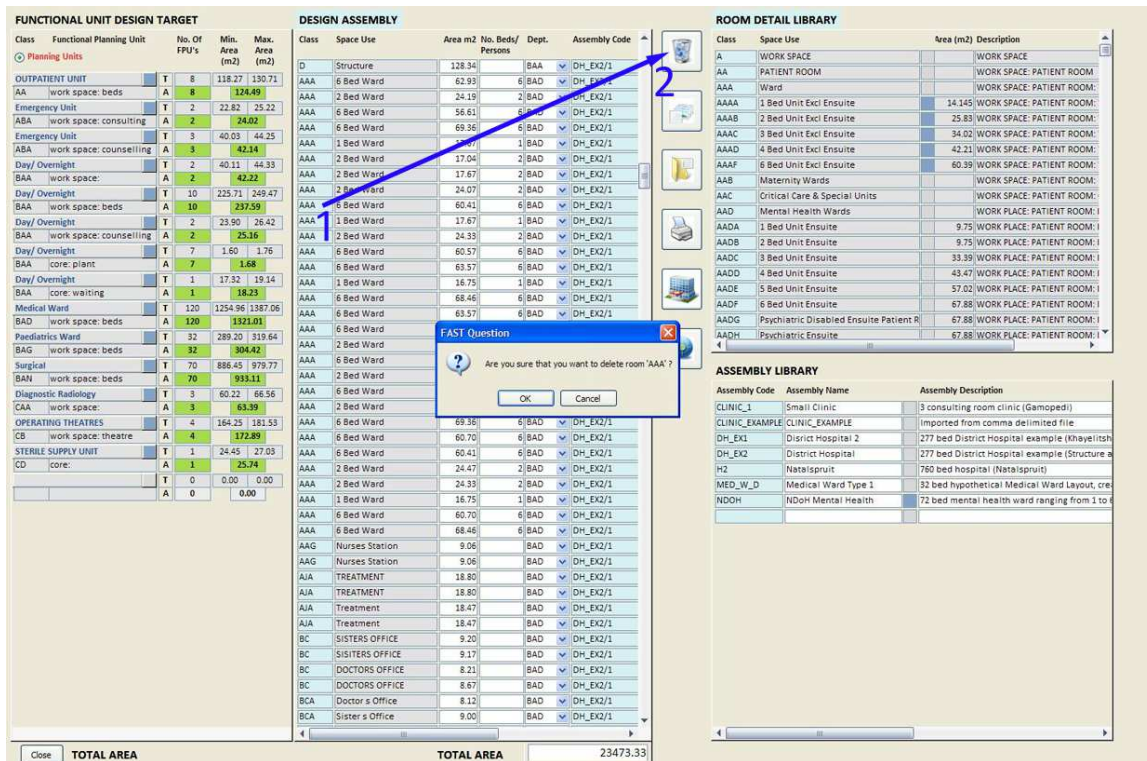 FUNCTIONAL UNIT DESIGN TARGET
Class Functional Planning Unit No. Of FPU's Min. Area (m2) Max. Area (m2)
Planning Units
OUTPATIENT UNIT T 8 118.27 130.71
AA work space: beds A 8 124.49
Emergency Unit T 2 22.82 25.22
ABA work space: consulting A 2 24.02
Emergency Unit T 3 40.03 44.25
ABA work space: counselling A 3 42.14
Day/ Overnight T 2 40.11 44.33
BAA work space: A 2 42.22
Day/ Overnight T 10 225.71 249.47
BAA work space: beds A 10 237.59
Day/ Overnight T 2 23.90 26.42
BAA work space: counselling A 2 25.16
Day/ Overnight T 7 1.60 1.76
BAA core: plant A 7 1.68
Day/ Overnight T 1 17.32 19.14
BAA core: waiting A 1 18.23
Medical Ward T 120 1254.96 1387.06
BAD work space: beds A 120 1321.01
Paediatrics Ward T 32 289.20 319.64
BAG work space: beds A 32 304.42
Surgical T 70 886.45 979.77
BAN work space: beds A 70 933.11
Diagnostic Radiology T 3 60.22 66.56
CAA work space: A 3 63.39
OPERATING THEATRES T 4 164.25 181.53
CB work space: theatre A 4 172.89
STERILE SUPPLY UNIT T 1 24.45 27.03
CD core: A 1 25.74
T 0 0.00 0.00
A 0 0.00
Close TOTAL AREA
DESIGN ASSEMBLY
Class Space Use Area m2 No. Beds/ Persons Dept. Assembly Code
D Structure 128.34 BAA DH_EX2/1
AAA 6 Bed Ward 62.93 6 BAD DH_EX2/1
AAA 2 Bed Ward 24.19 2 BAD DH_EX2/1
AAA 6 Bed Ward 56.61 6 BAD DH_EX2/1
AAA 6 Bed Ward 69.36 6 BAD DH_EX2/1
AAA 1 Bed Ward 1 BAD DH_EX2/1
AAA 2 Bed Ward 17.04 2 BAD DH_EX2/1
AAA 2 Bed Ward 17.67 2 BAD DH_EX2/1
AAA 2 Bed Ward 24.07 2 BAD DH_EX2/1
AAA 6 Bed Ward 60.41 6 BAD DH_EX2/1
AAA 1 Bed Ward 17.67 1 BAD DH_EX2/1
AAA 2 Bed Ward 24.33 2 BAD DH_EX2/1
AAA 6 Bed Ward 60.57 6 BAD DH_EX2/1
AAA 6 Bed Ward 63.57 6 BAD DH_EX2/1
AAA 1 Bed Ward 16.75 1 BAD DH_EX2/1
AAA 6 Bed Ward 68.46 6 BAD DH_EX2/1
AAA 6 Bed Ward 63.57 6 BAD DH_EX2/1
AAA 6 Bed Ward
AAA 2 Bed Ward
AAA 6 Bed Ward
AAA 2 Bed Ward
AAA 6 Bed Ward
AAA 2 Bed Ward
AAA 6 Bed Ward 69.36 6 BAD DH_EX2/1
AAA 6 Bed Ward 60.70 6 BAD DH_EX2/1
AAA 6 Bed Ward 60.41 6 BAD DH_EX2/1
AAA 2 Bed Ward 24.47 2 BAD DH_EX2/1
AAA 2 Bed Ward 24.33 2 BAD DH_EX2/1
AAA 1 Bed Ward 16.75 1 BAD DH_EX2/1
AAA 6 Bed Ward 60.70 6 BAD DH_EX2/1
AAA 6 Bed Ward 68.46 6 BAD DH_EX2/1
AAG Nurses Station 9.06 BAD DH_EX2/1
AAG Nurses Station 9.06 BAD DH_EX2/1
AJA TREATMENT 18.80 BAD DH_EX2/1
AJA TREATMENT 18.80 BAD DH_EX2/1
AJA Treatment 18.47 BAD DH_EX2/1
AJA Treatment 18.47 BAD DH_EX2/1
BC SISTERS OFFICE 9.20 BAD DH_EX2/1
BC SISITERS OFFICE 9.17 BAD DH_EX2/1
BC DOCTORS OFFICE 8.21 BAD DH_EX2/1
BC DOCTORS OFFICE 8.67 BAD DH_EX2/1
BCA Doctor s Office 8.12 BAD DH_EX2/1
BCA Sister s Office 9.00 BAD DH_EX2/1
TOTAL AREA 23473.33
1
2
FAST Question
Are you sure that you want to delete room 'AAA' ?
OK Cancel
ROOM DETAIL LIBRARY
Class Space Use Area (m2) Description
A WORK SPACE WORK SPACE
AA PATIENT ROOM WORK SPACE: PATIENT ROOM
AAA Ward WORK SPACE: PATIENT ROOM:
AAAA 1 Bed Unit Excl Ensuite 14.145 WORK SPACE: PATIENT ROOM:
AAAB 2 Bed Unit Excl Ensuite 25.83 WORK SPACE: PATIENT ROOM:
AAAC 3 Bed Unit Excl Ensuite 34.02 WORK SPACE: PATIENT ROOM:
AAAD 4 Bed Unit Excl Ensuite 42.21 WORK SPACE: PATIENT ROOM:
AAAF 6 Bed Unit Excl Ensuite 60.39 WORK SPACE: PATIENT ROOM:
AAB Maternity Wards WORK SPACE: PATIENT ROOM:
AAC Critical Care & Special Units WORK SPACE: PATIENT ROOM:
AAD Mental Health Wards WORK PLACE: PATIENT ROOM:
AADA 1 Bed Unit Ensuite 9.75 WORK PLACE: PATIENT ROOM:
AADB 2 Bed Unit Ensuite 9.75 WORK PLACE: PATIENT ROOM:
AADC 3 Bed Unit Ensuite 33.39 WORK PLACE: PATIENT ROOM:
AADD 4 Bed Unit Ensuite 43.47 WORK PLACE: PATIENT ROOM:
AADE 5 Bed Unit Ensuite 57.02 WORK PLACE: PATIENT ROOM:
AADF 6 Bed Unit Ensuite 67.88 WORK PLACE: PATIENT ROOM:
AADG Psychiatric Disabled Ensuite Patient R 67.88 WORK PLACE: PATIENT ROOM:
AADH Psychiatric Ensuite 67.88 WORK PLACE: PATIENT ROOM:
ASSEMBLY LIBRARY
Assembly Code Assembly Name Assembly Description
CLINIC_1 Small Clinic 3 consulting room clinic (Gamopedi)
CLINIC_EXAMPLE CLINIC_EXAMPLE Imported from comma delimited file
DH_EX1 Disrict Hospital 2 277 bed District Hospital example (Khayelitsh
DH_EX2 District Hospital 277 bed District Hospital example (Structure a
H2 Natalspruit 760 bed hospital (Natalspruit)
MED_W_D Medical Ward Type 1 32 bed hypothetical Medical Ward Layout, cre
NDOH NDoH Mental Health 72 bed mental health ward ranging from 1 to 6